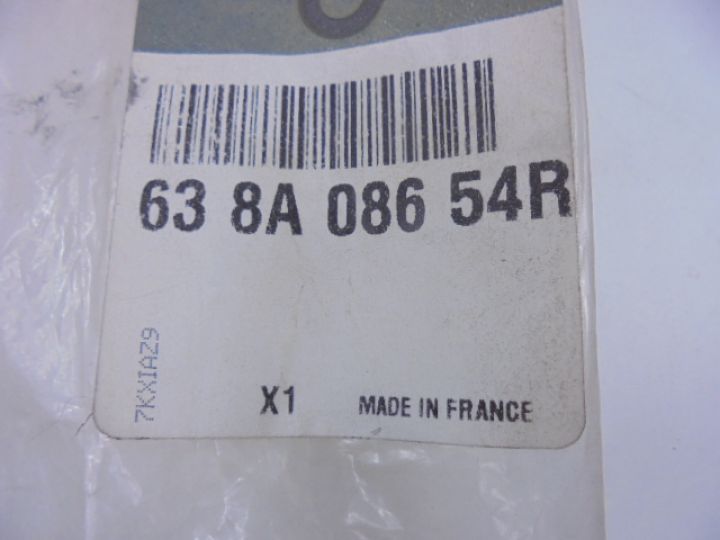 63 8A 086 54R
7KXIAZ9
X1
MADE IN FRANCE